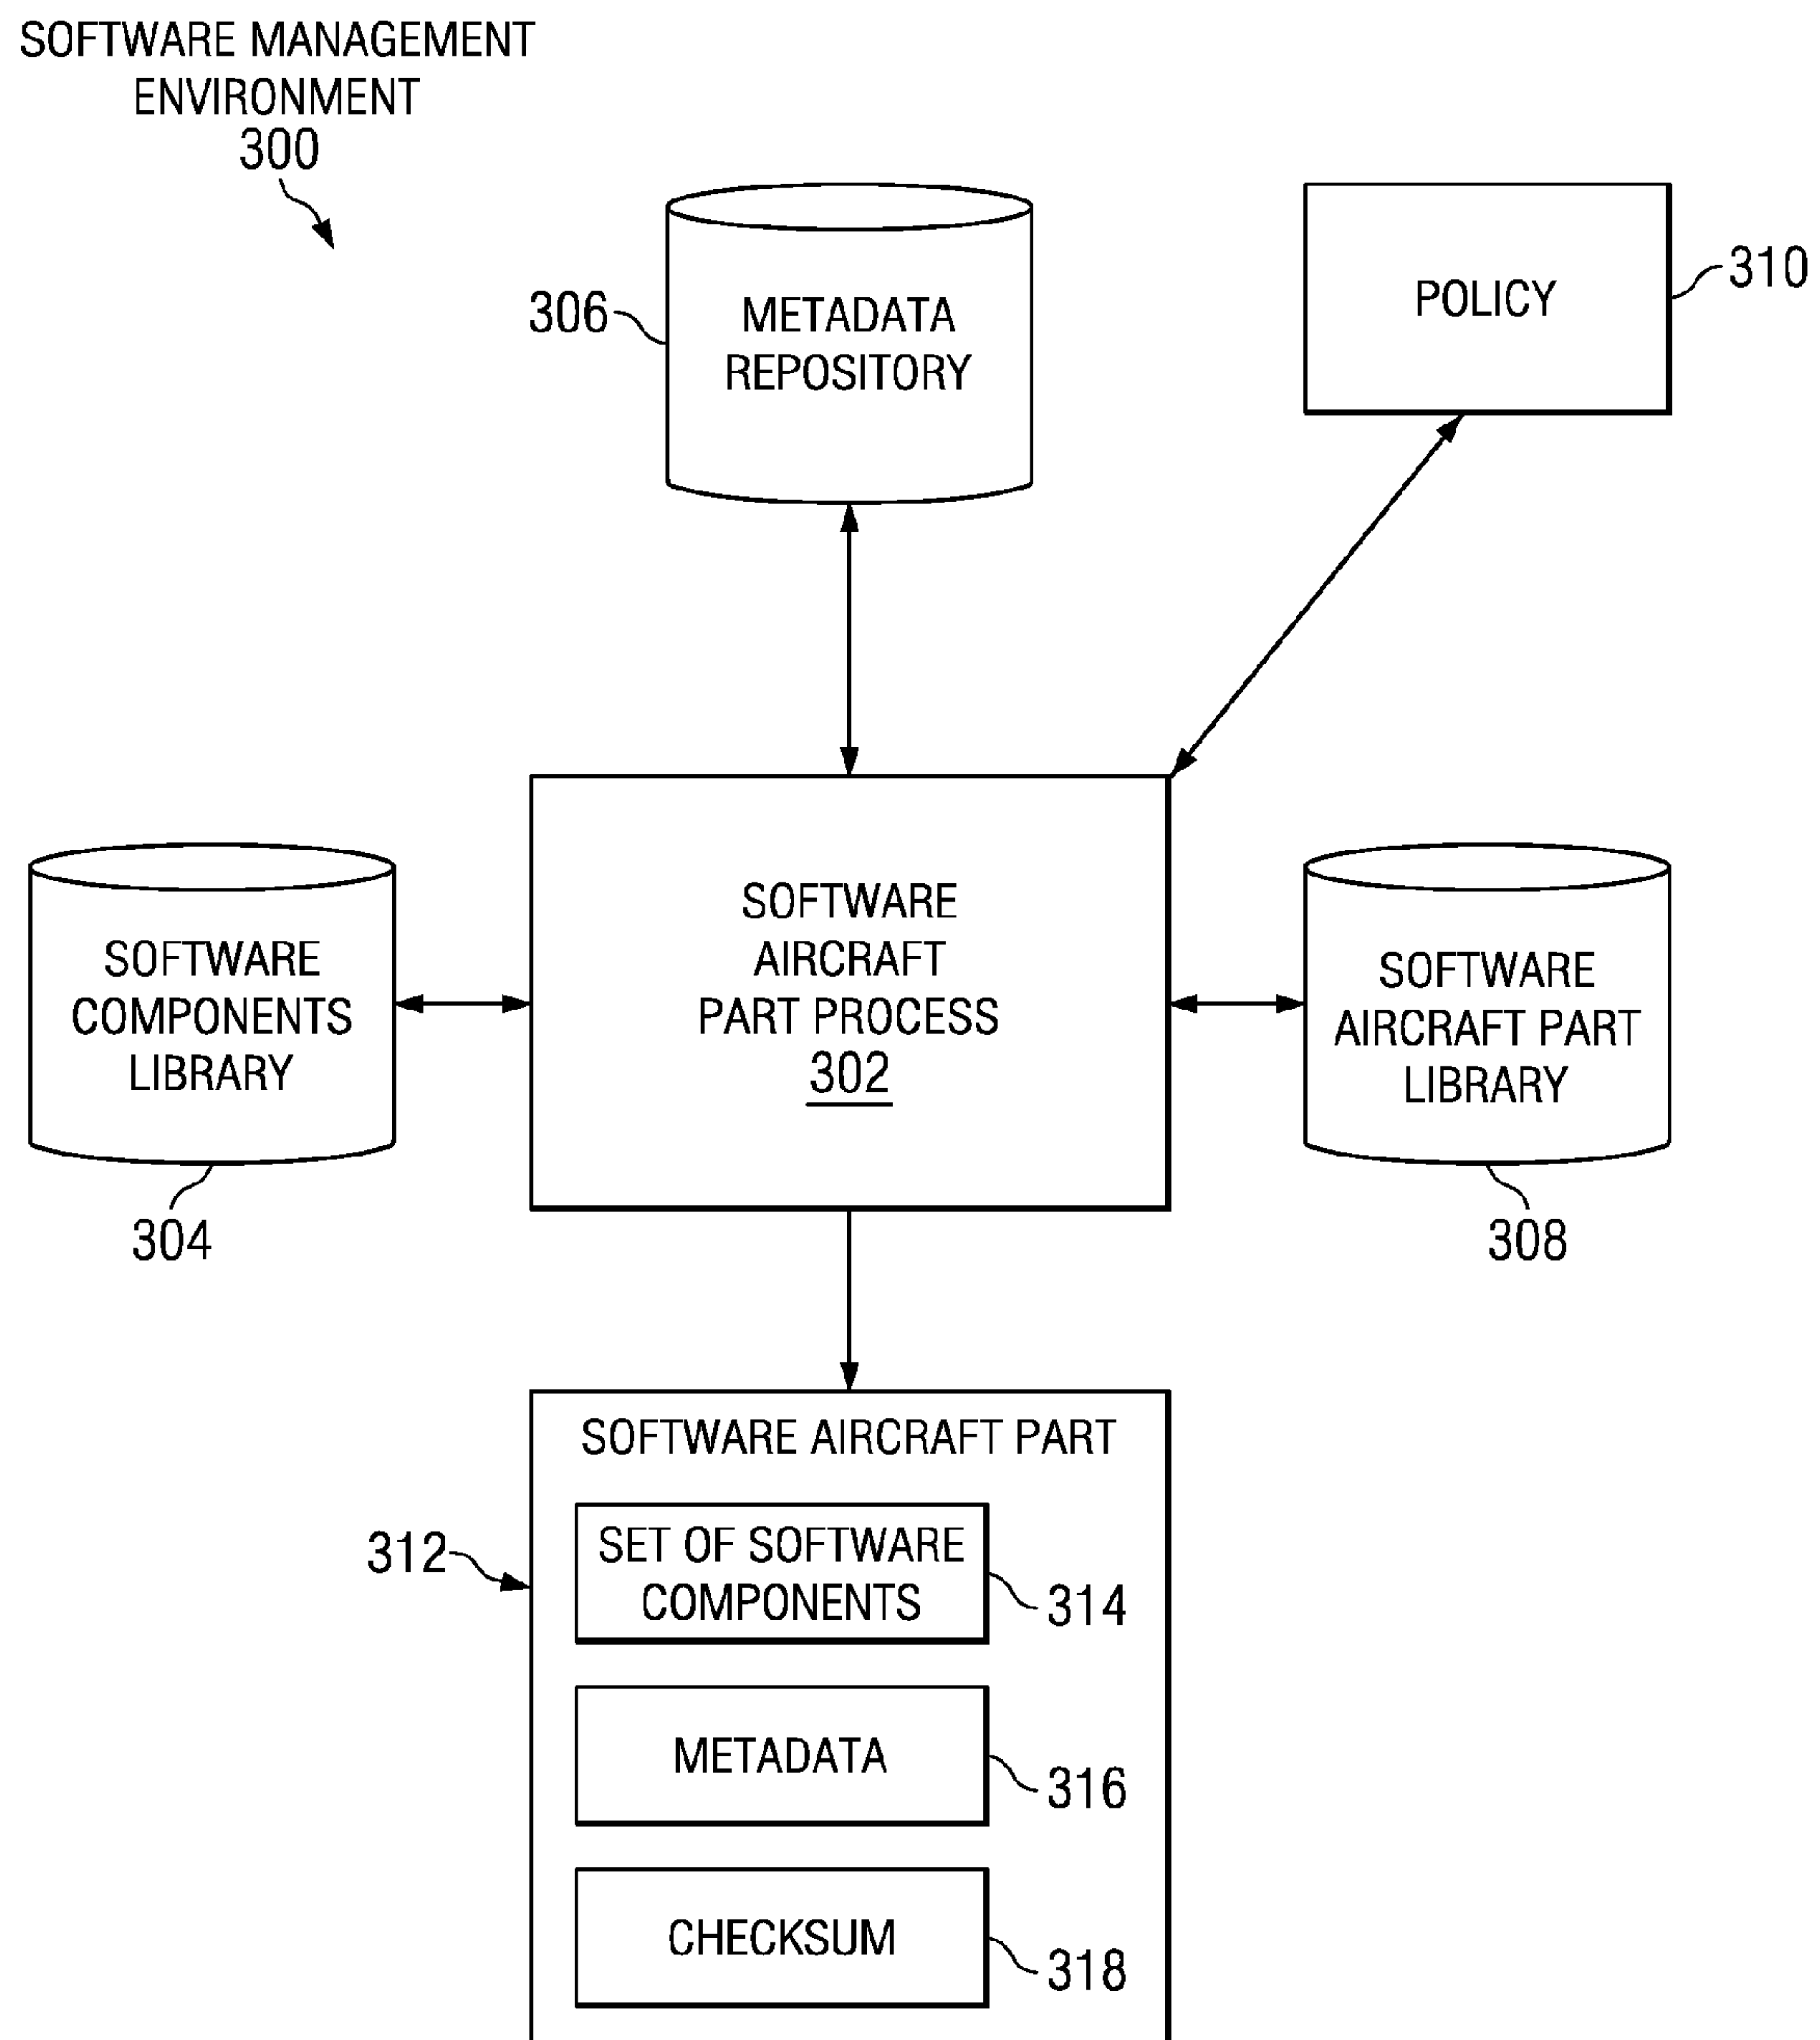 SOFTWARE MANAGEMENT
ENVIRONMENT
300
306
METADATA
REPOSITORY
POLICY
310
SOFTWARE
COMPONENTS
LIBRARY
304
SOFTWARE
AIRCRAFT
PART PROCESS
302
SOFTWARE
AIRCRAFT PART
LIBRARY
308
SOFTWARE AIRCRAFT PART
312
SET OF SOFTWARE
COMPONENTS
314
METADATA
316
CHECKSUM
318